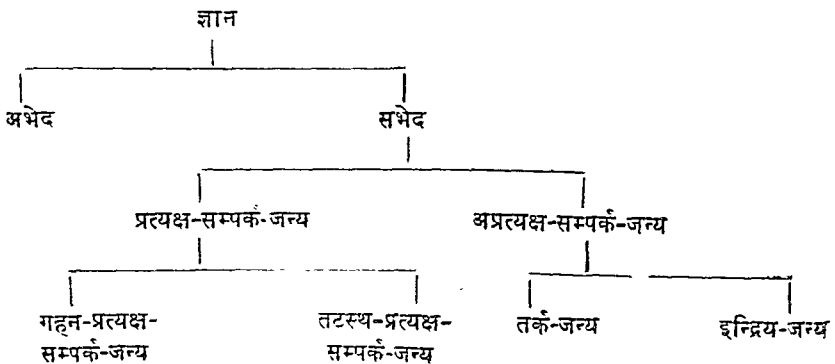 ज्ञान
अभेद सभेद
प्रत्यक्ष-सम्पर्क-जन्य अप्रत्यक्ष-सम्पर्क-जन्य
गहन-प्रत्यक्ष- तटस्थ-प्रत्यक्ष- तर्क-जन्य इन्द्रिय-जन्य
सम्पर्क-जन्य सम्पर्क-जन्य